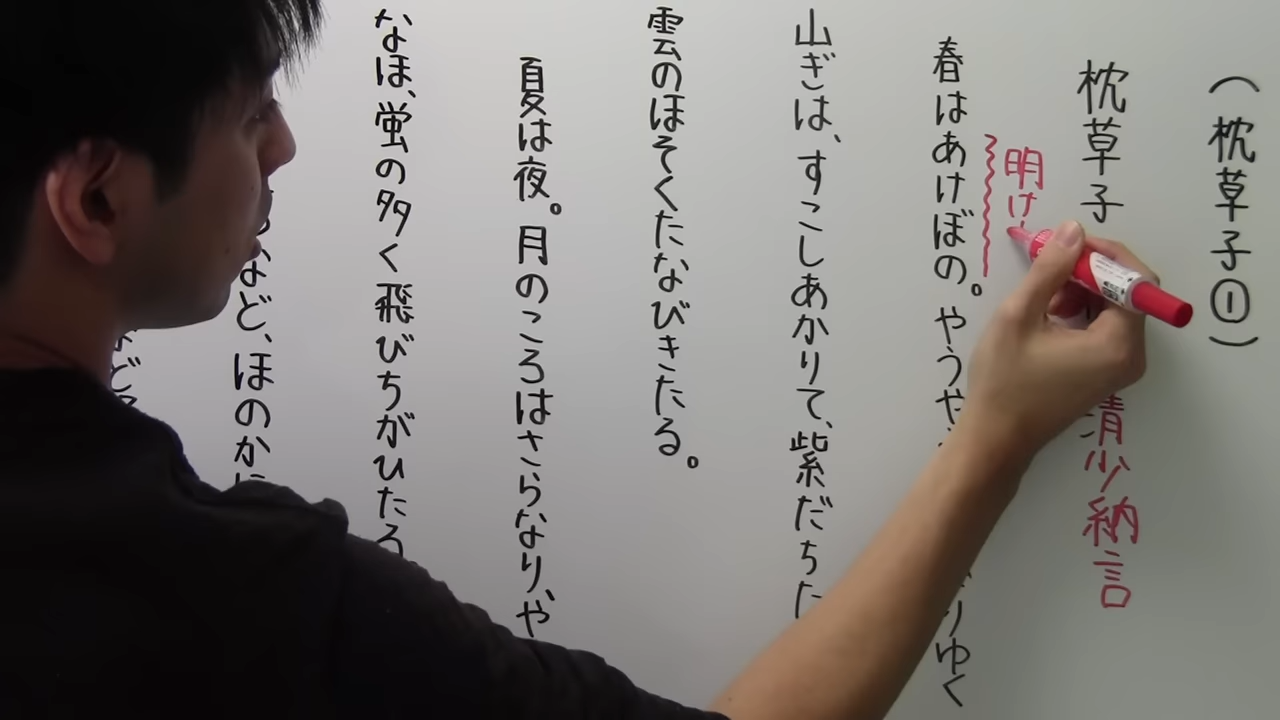 (枕草子①)
枕草子 清少納言
明け
春はあけぼの。やうや りゆく
山ぎは、すこしあかりて、紫だちた
雲のほそくたなびきたる。
夏は夜。月のころはさらなり、や
なほ、蛍の多く飛びちがひたる
など、ほのかに